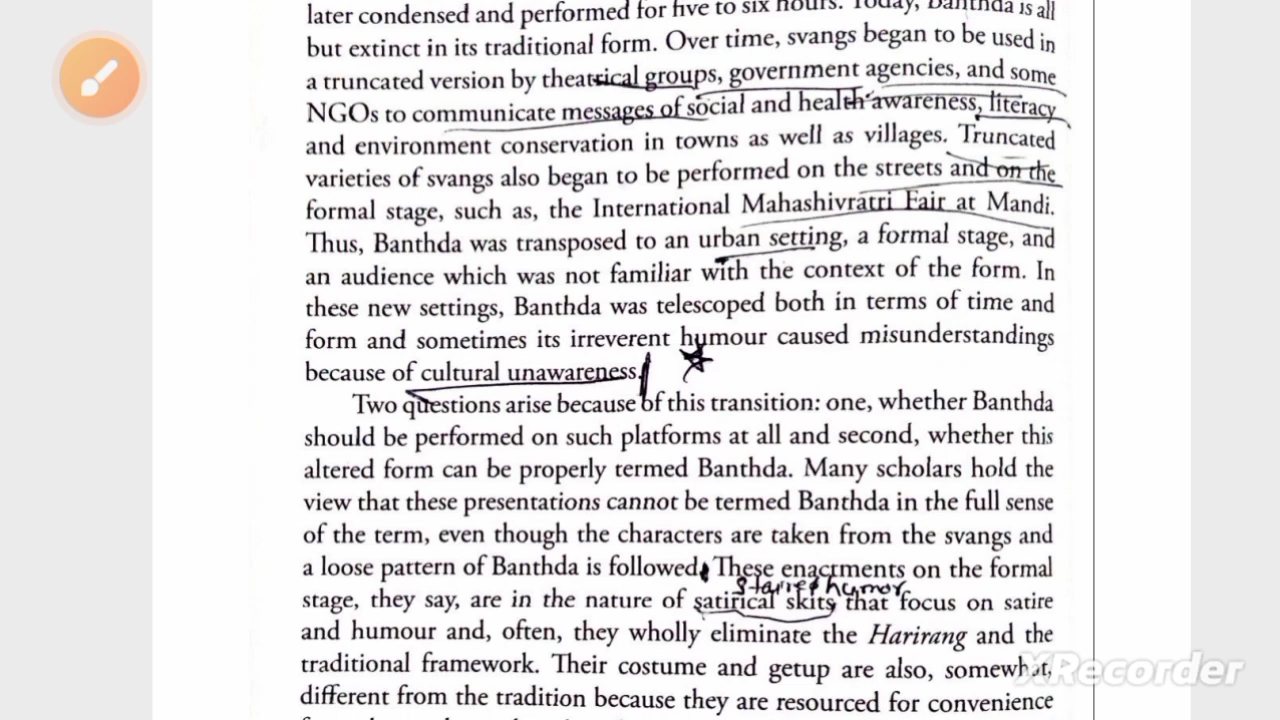 later condensed and performed for five to six hours. Today, Banthda is all
but extinct in its traditional form. Over time, svangs began to be used in
a truncated version by theatrical groups, government agencies, and some
NGOs to communicate messages of social and health awareness, literacy
and environment conservation in towns as well as villages. Truncated
varieties of svangs also began to be performed on the streets and on the
formal stage, such as, the International Mahashivratri Fair at Mandi.
Thus, Banthda was transposed to an urban setting, a formal stage, and
an audience which was not familiar with the context of the form. In
these new settings, Banthda was telescoped both in terms of time and
form and sometimes its irreverent humour caused misunderstandings
because of cultural unawareness.
Two questions arise because of this transition: one, whether Banthda
should be performed on such platforms at all and second, whether this
altered form can be properly termed Banthda. Many scholars hold the
view that these presentations cannot be termed Banthda in the full sense
of the term, even though the characters are taken from the svangs and
a loose pattern of Banthda is followed. These enactments on the formal
humor
stage, they say, are in the nature of satirical skits that focus on satire
and humour and, often, they wholly eliminate the Harirang and the
traditional framework. Their costume and getup are also, somewhat,
different from the tradition because they are resourced for convenience
XRecorder